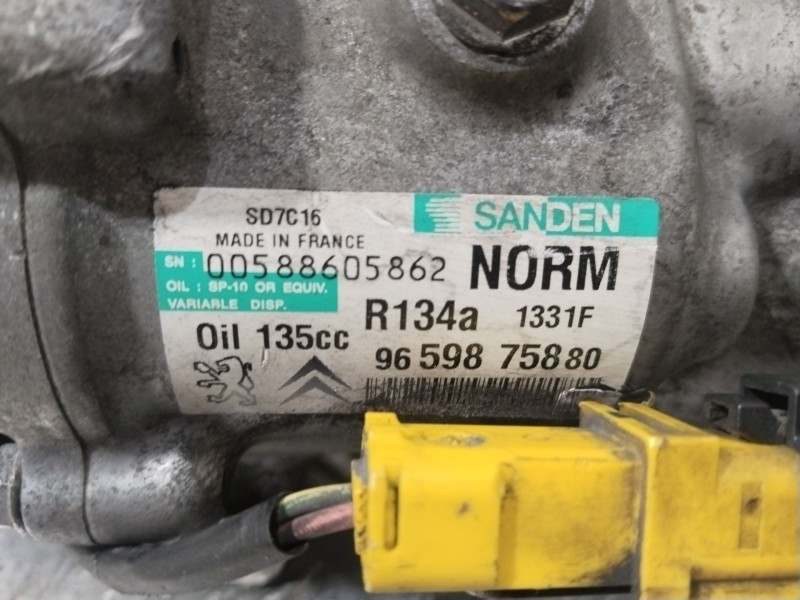 SD7C16
SANDEN
MADE IN FRANCE
SN : 00588605862
NORM
OIL : SP-10 OR EQUIV.
VARIABLE DISP.
Oil 135cc
R134a 1331F
96 598 758 80